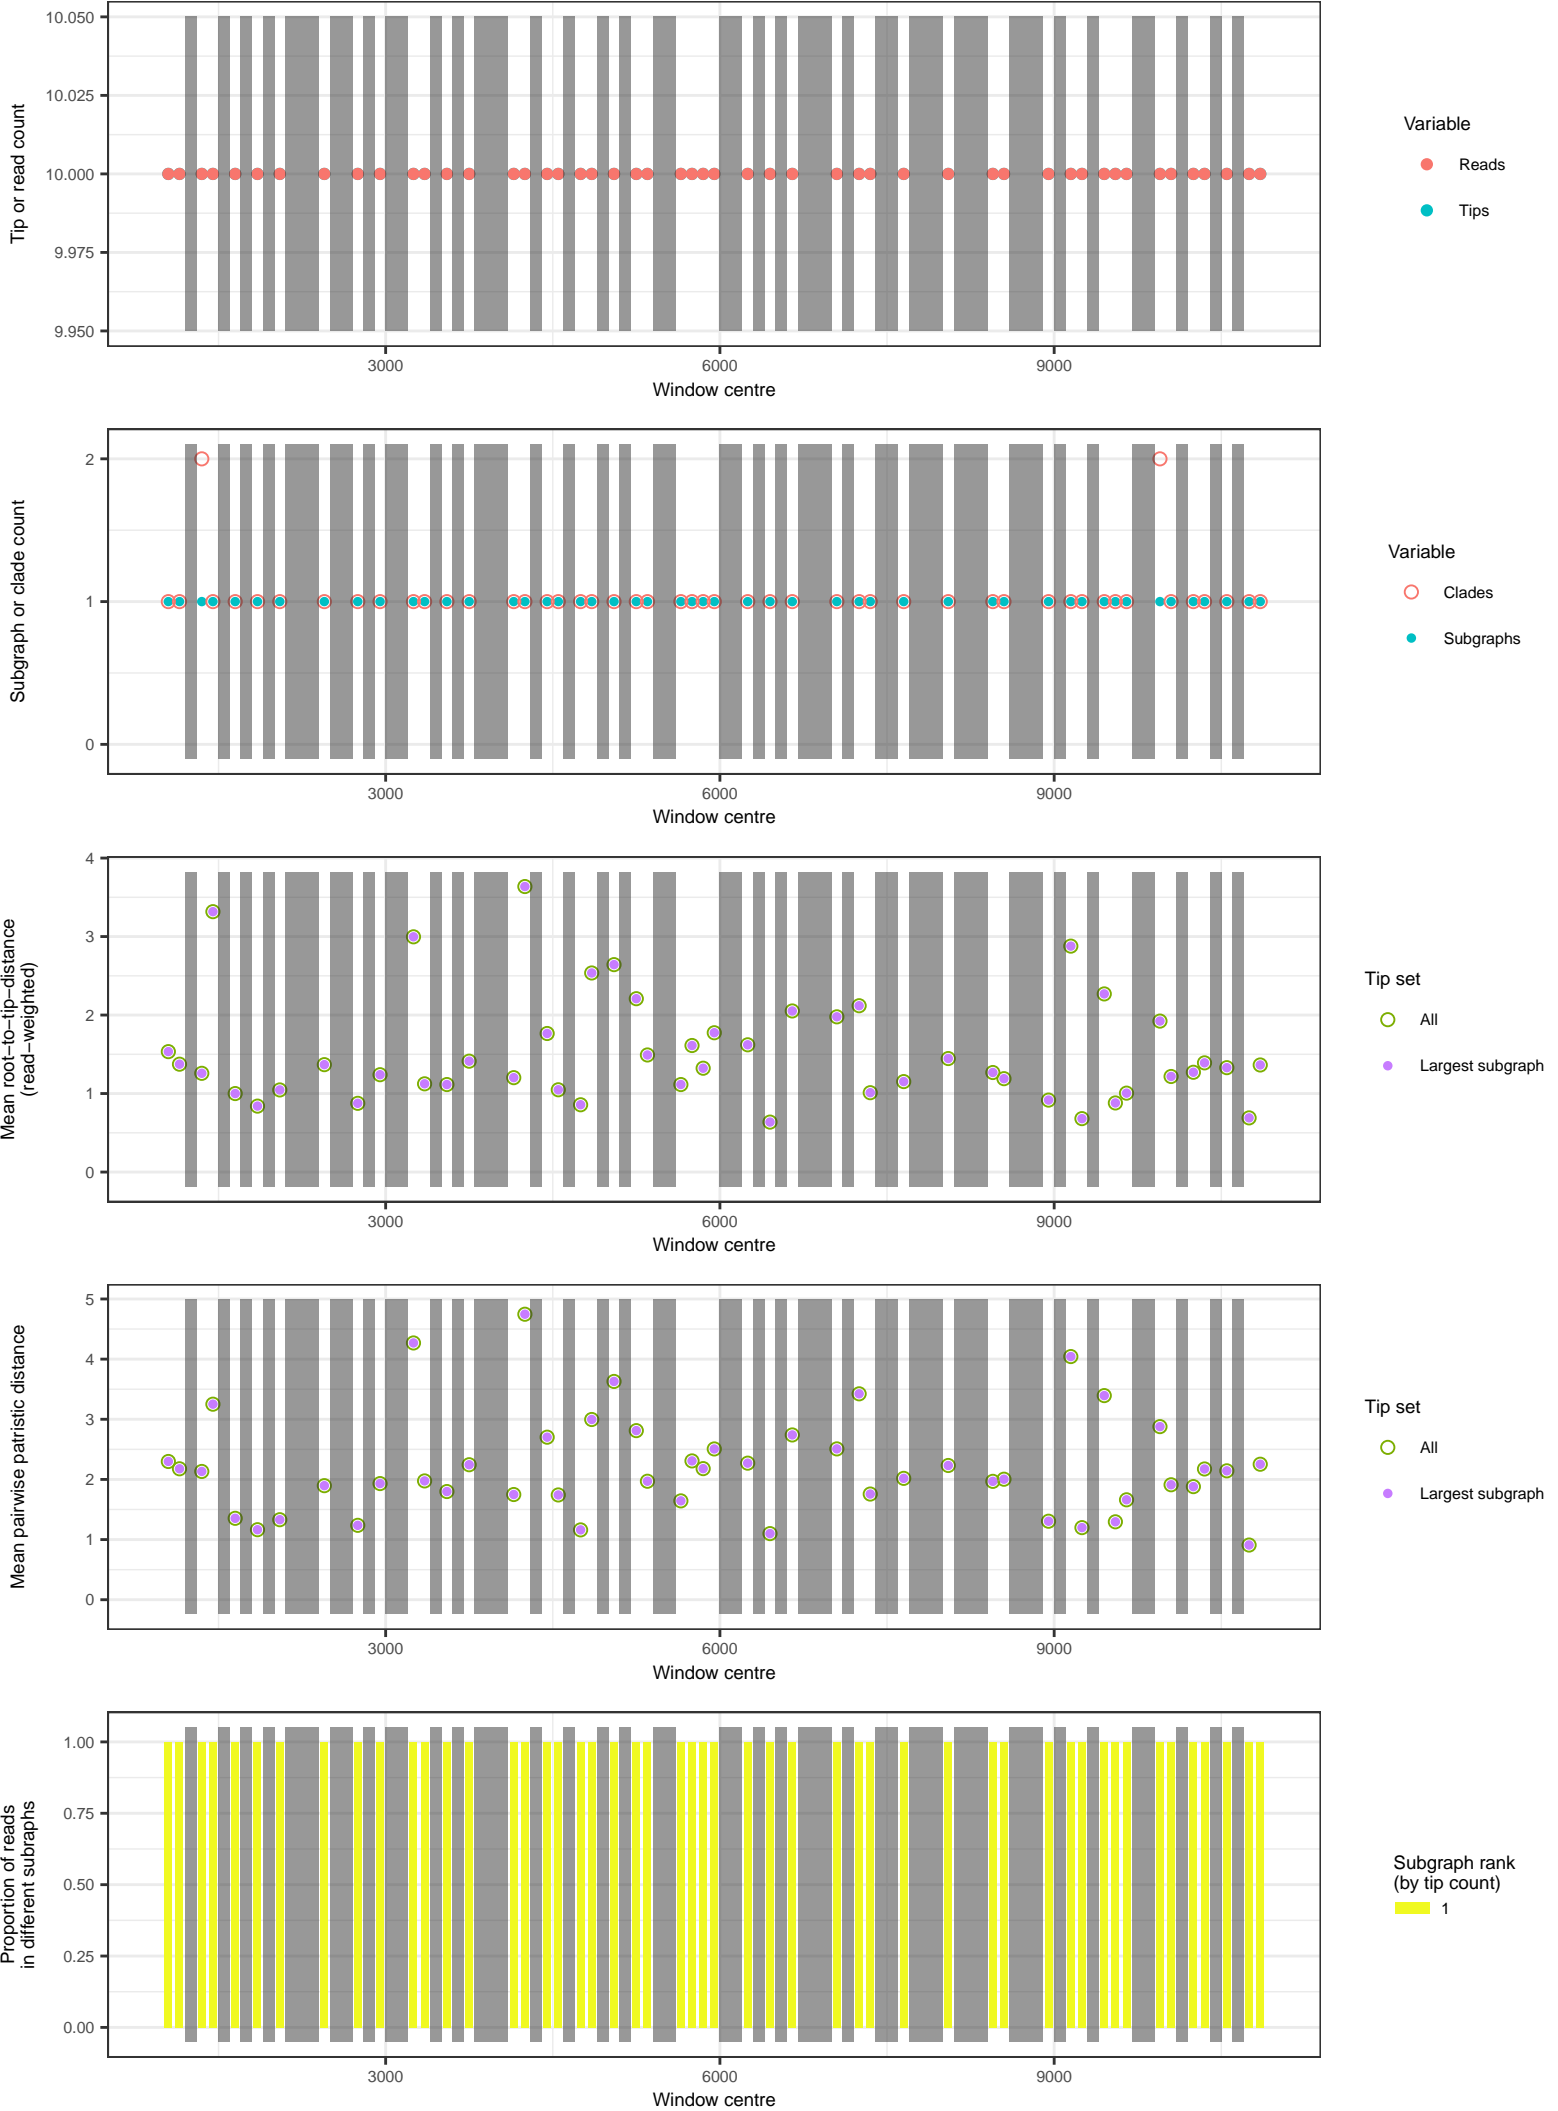 10.050
10.025
10.000
9.975
9.950
Tip or read count
3000
6000
9000
Window centre
Variable
Reads
Tips
2
1
0
Subgraph or clade count
3000
6000
9000
Window centre
Variable
Clades
Subgraphs
4
3
2
1
0
Mean root−to−tip−distance
(read−weighted)
3000
6000
9000
Window centre
Tip set
All
Largest subgraph
5
4
3
2
1
0
Mean pairwise patristic distance
3000
6000
9000
Window centre
Tip set
All
Largest subgraph
1.00
0.75
0.50
0.25
0.00
Proportion of reads
in different subraphs
3000
6000
9000
Window centre
Subgraph rank
(by tip count)
1